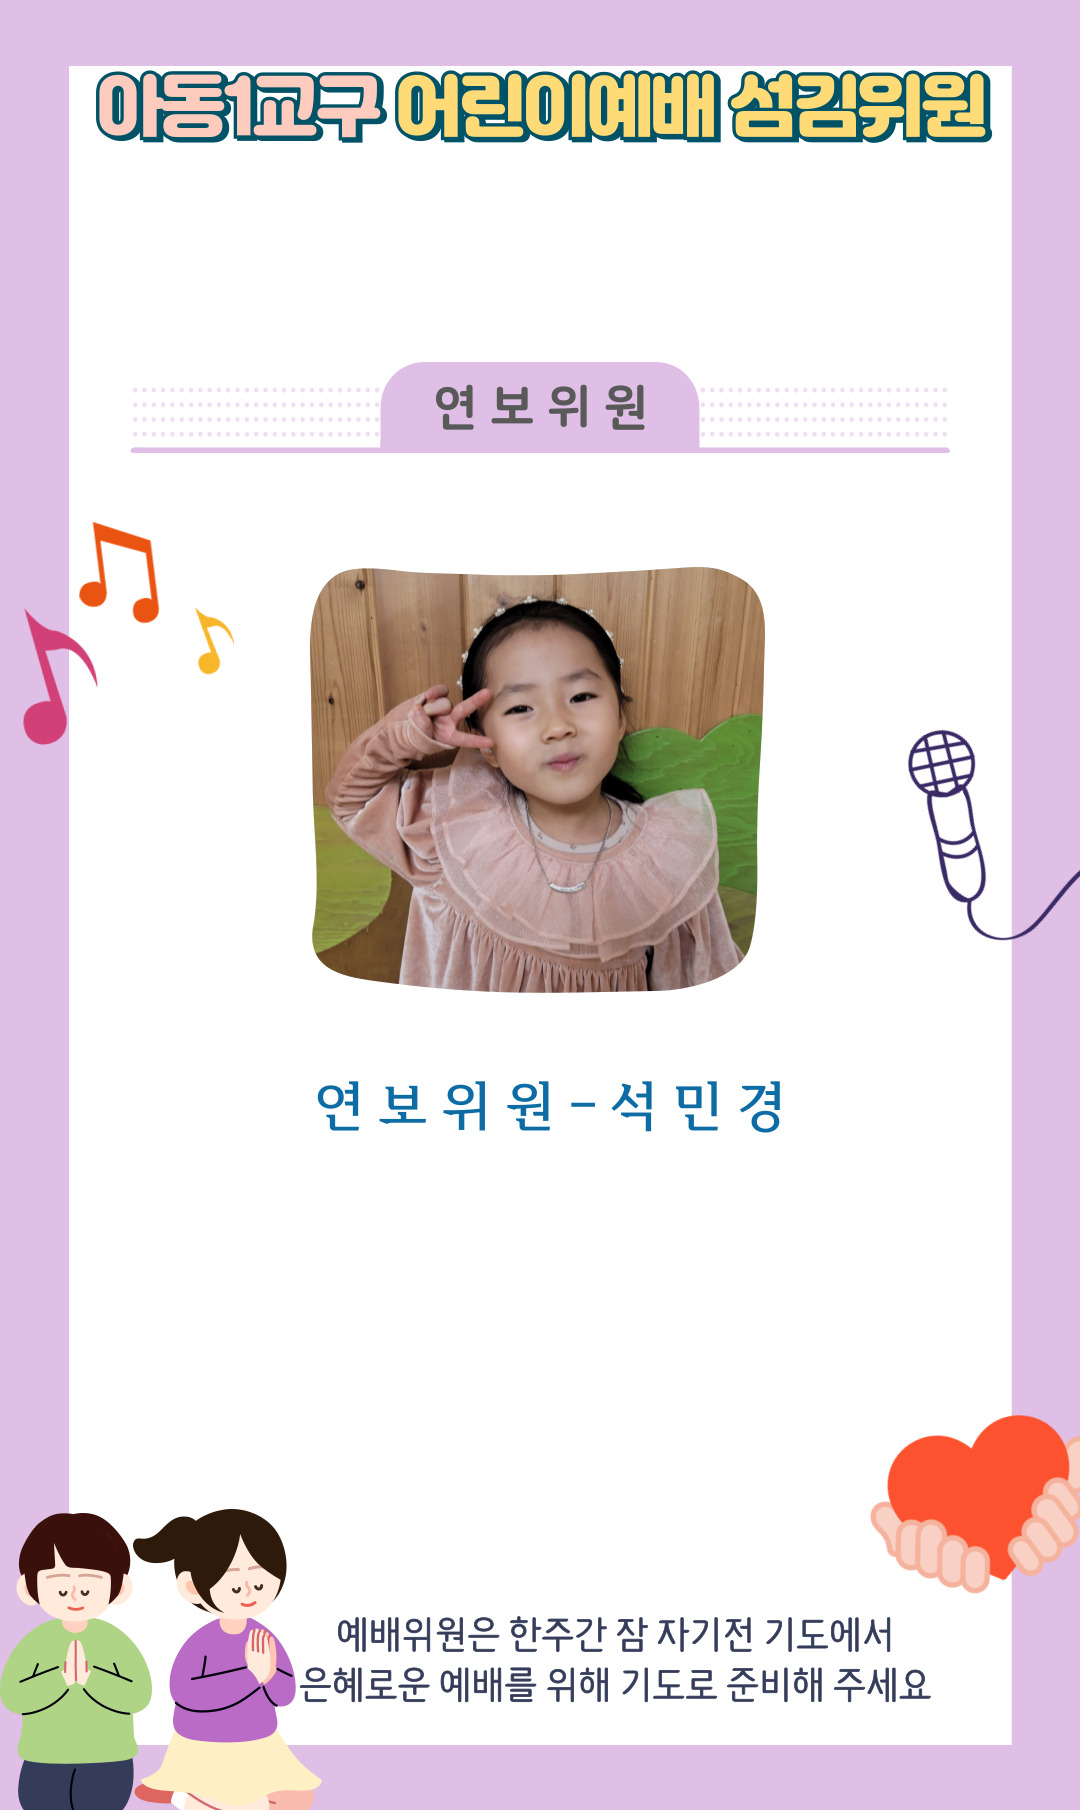 아동1교구 어린이예배 섬김위원
연보위원
연보위원-석민경
예배위원은 한주간 잠 자기전 기도에서
은혜로운 예배를 위해 기도로 준비해 주세요